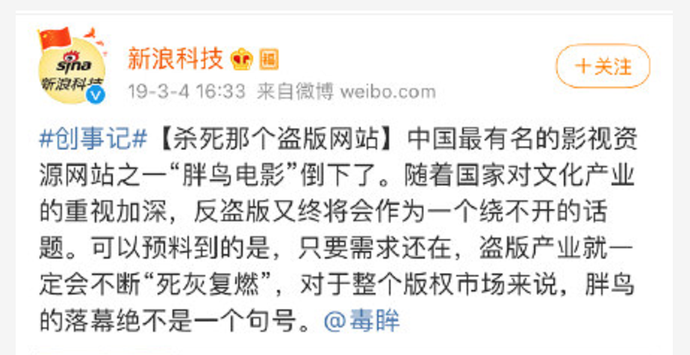 sina
新浪科技
新浪科技
+关注
19-3-4 16:33 来自微博 weibo.com
#创事记#【杀死那个盗版网站】中国最有名的影视资
源网站之一“胖鸟电影”倒下了。随着国家对文化产业
的重视加深，反盗版又终将会作为一个绕不开的话
题。可以预料到的是，只要需求还在，盗版产业就一
定会不断“死灰复燃”，对于整个版权市场来说，胖鸟
的落幕绝不是一个句号。@毒眸